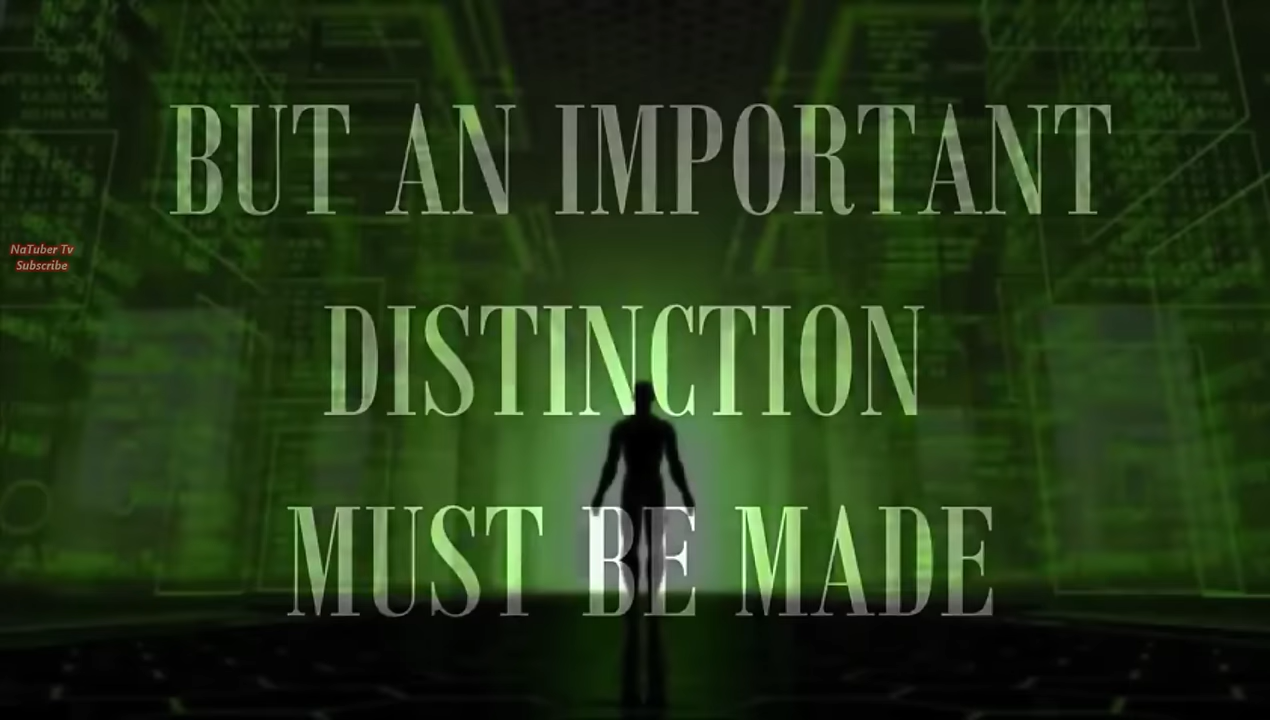 BUT AN IMPORTANT
NaTuber Tv
Subscribe
DISTINCTION
MUST BE MADE